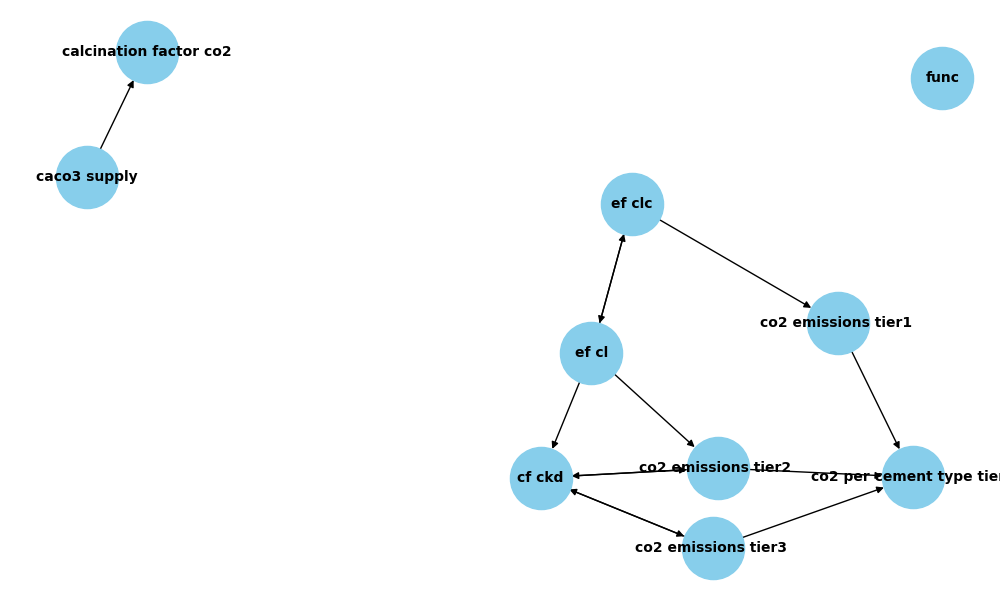 calcination factor co2
func
caco3 supply
ef clc
co2 emissions tier1
ef cl
co2 emissions tier2
cf ckd
co2 per cement type tier
co2 emissions tier3